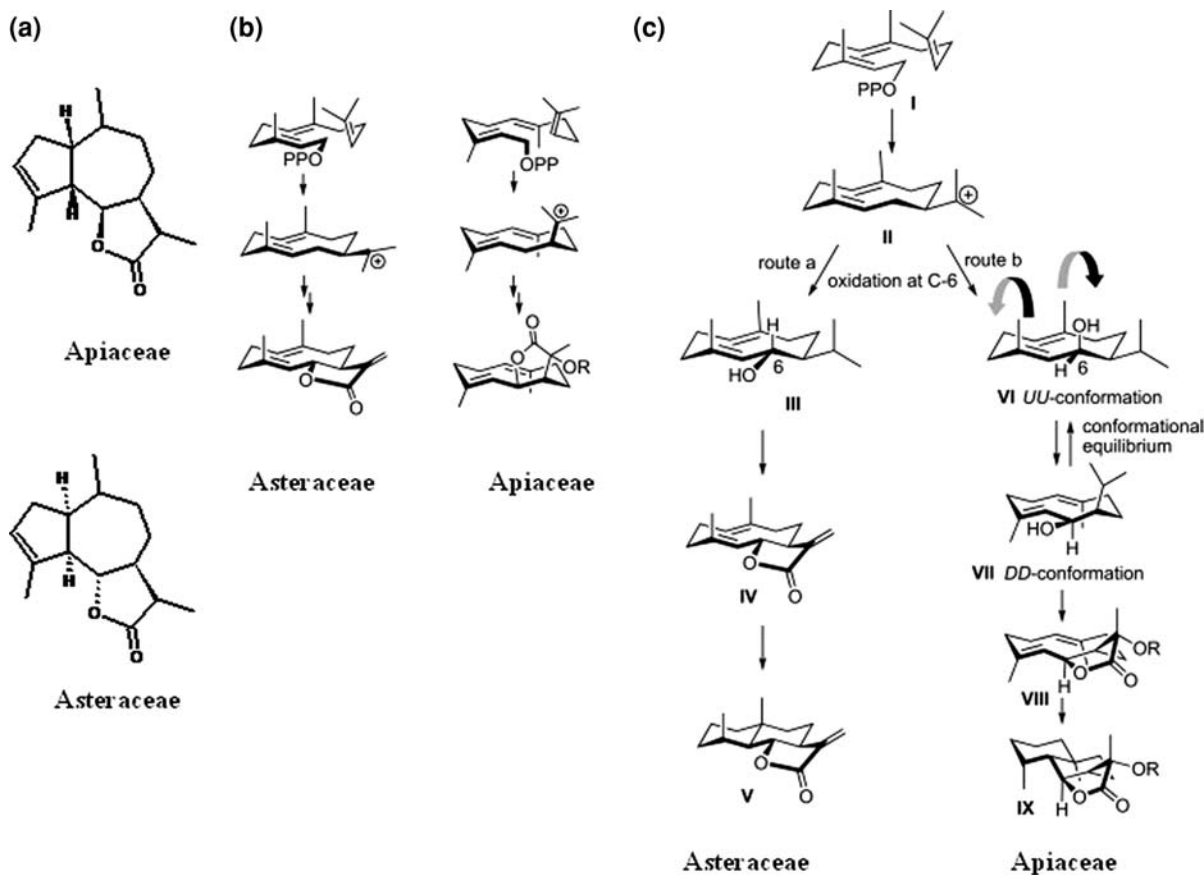 (a)
H
H
O
O
Apiaceae
H
H
O
O
Asteraceae
(b)
PPO
OPP
O
O
O
O
OR
Asteraceae
Apiaceae
(c)
PPO
I
II
route a
oxidation at C-6
route b
H
HO
6
III
OH
H
6
VI UU-conformation
conformational
equilibrium
HO
H
VII DD-conformation
O
O
IV
OR
H
O
O
VIII
O
O
V
OR
H
O
O
IX
Asteraceae
Apiaceae